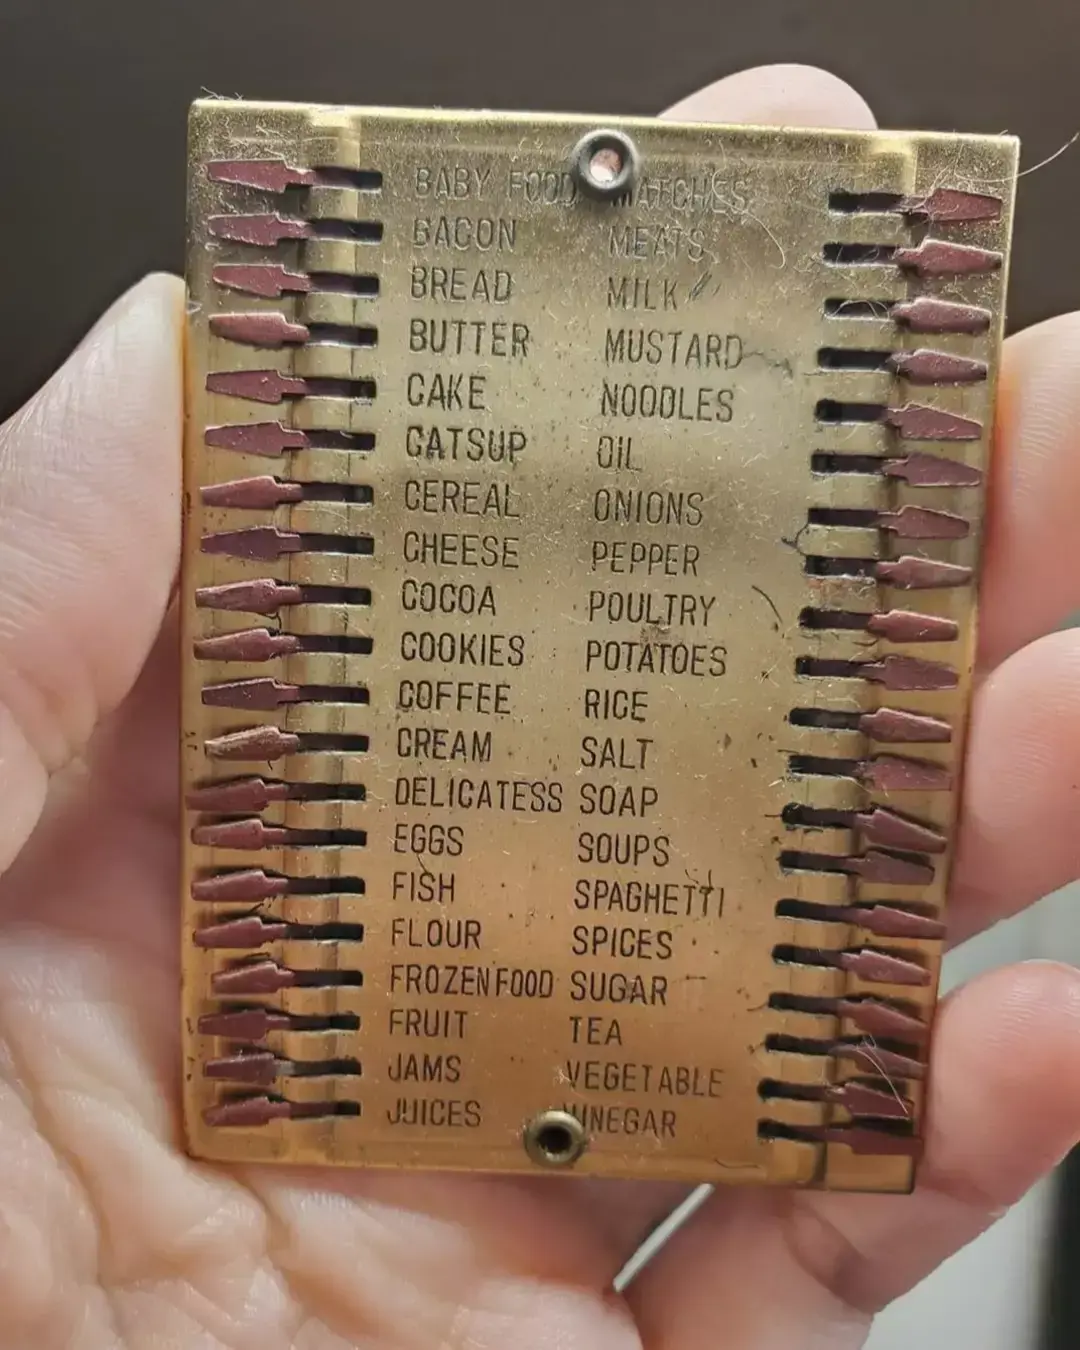 BABY FOOD MATCHES
BACON MEATS
BREAD MILK
BUTTER MUSTARD
CAKE NOODLES
CATSUP OIL
CEREAL ONIONS
CHEESE PEPPER
COCOA POULTRY
COOKIES POTATOES
COFFEE RICE
CREAM SALT
DELICATESS SOAP
EGGS SOUPS
FISH SPAGHETTI
FLOUR SPICES
FROZEN FOOD SUGAR
FRUIT TEA
JAMS VEGETABLE
JUICES VINEGAR